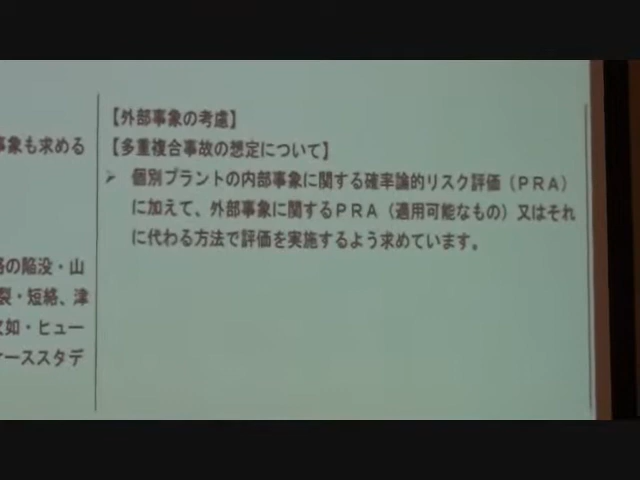 事象も求める
の陥没・山
裂・短絡、津
欠如・ヒュー
ケーススタデ
【外部事象の考慮】
【多重複合事故の想定について】
➢ 個別プラントの内部事象に関する確率論的リスク評価(PRA)
に加えて、外部事象に関するPRA(適用可能なもの)又はそれ
に代わる方法で評価を実施するよう求めています。